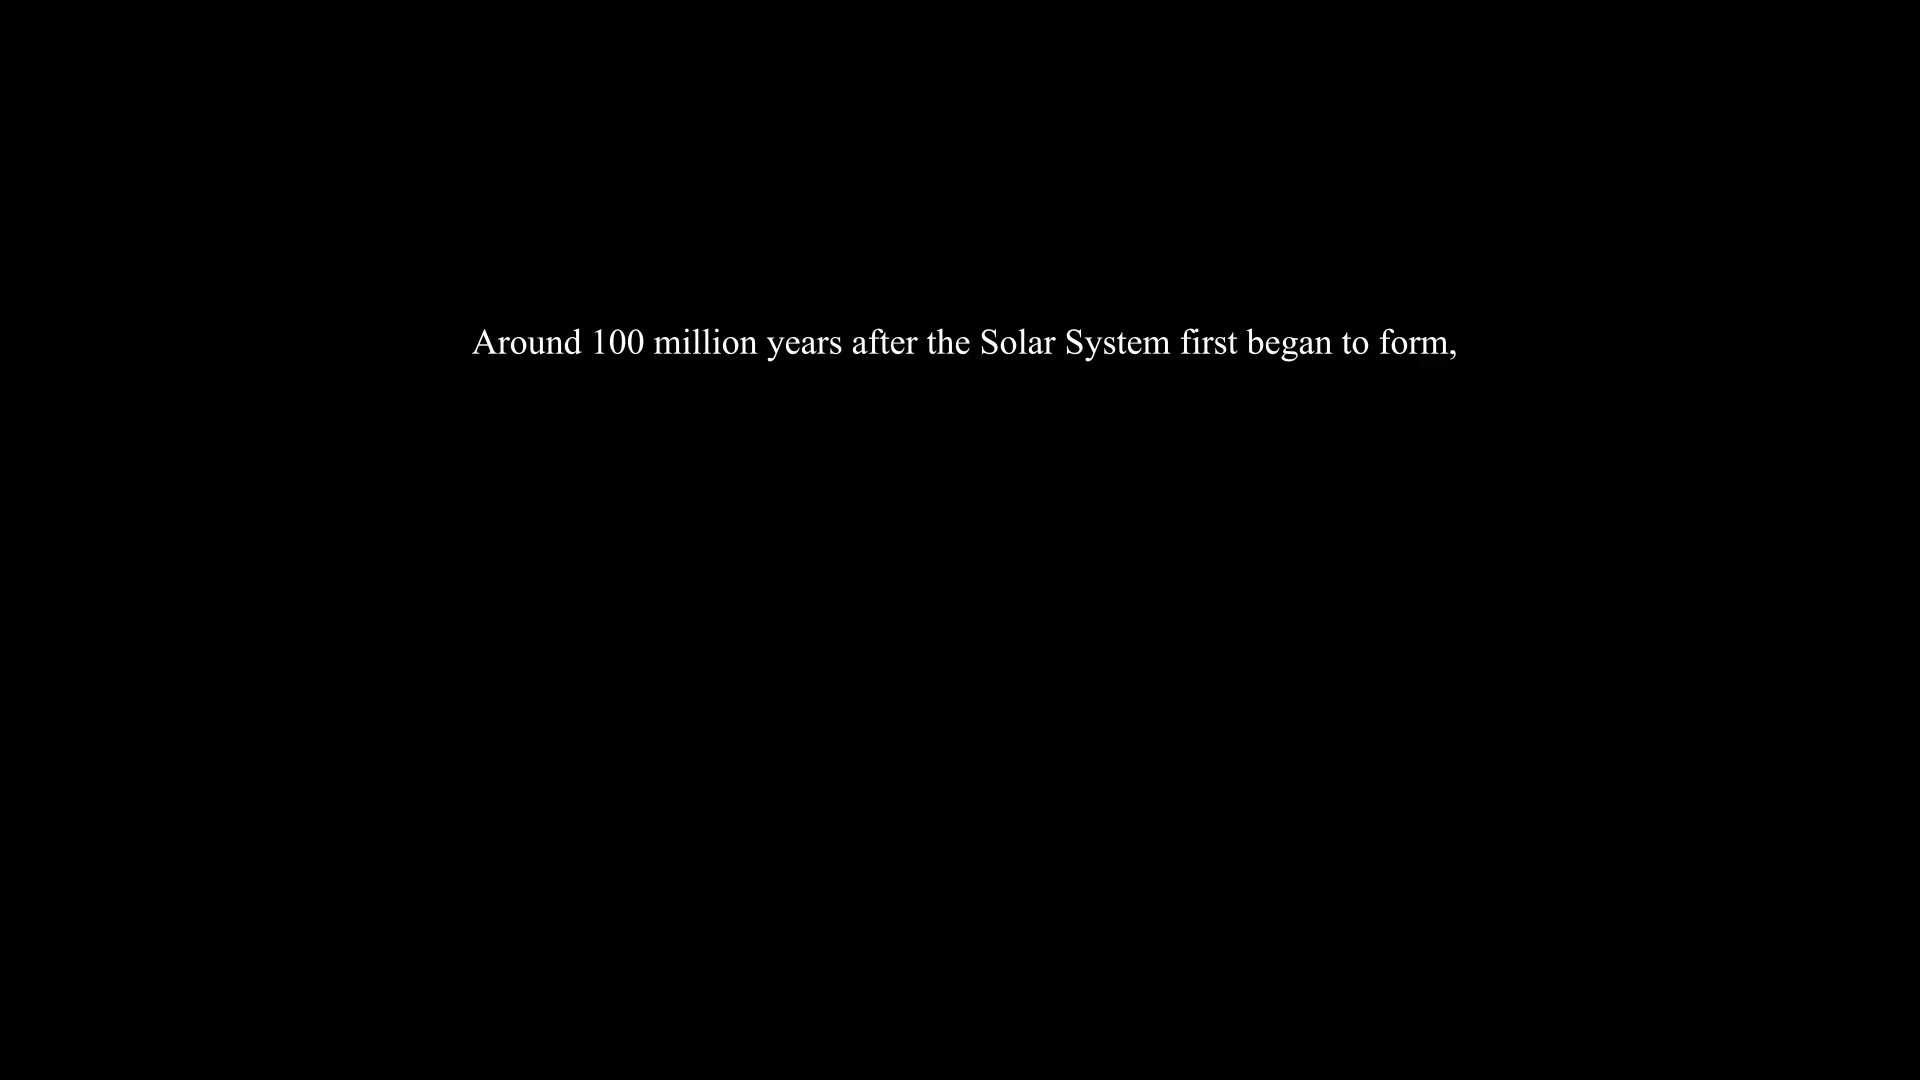 Around 100 million years after the Solar System first began to form,